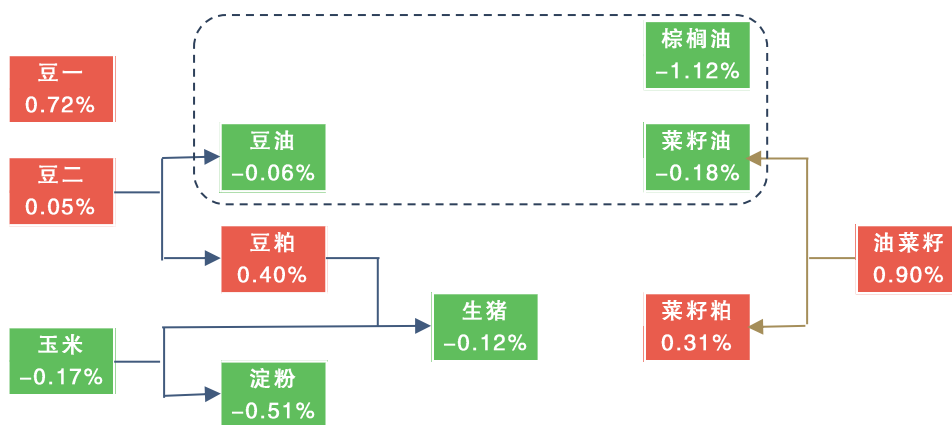 棕榈油
-1.12%
豆一
0.72%
豆油
-0.06%
菜籽油
-0.18%
豆二
0.05%
豆粕
0.40%
油菜籽
0.90%
生猪
-0.12%
菜籽粕
0.31%
玉米
-0.17%
淀粉
-0.51%